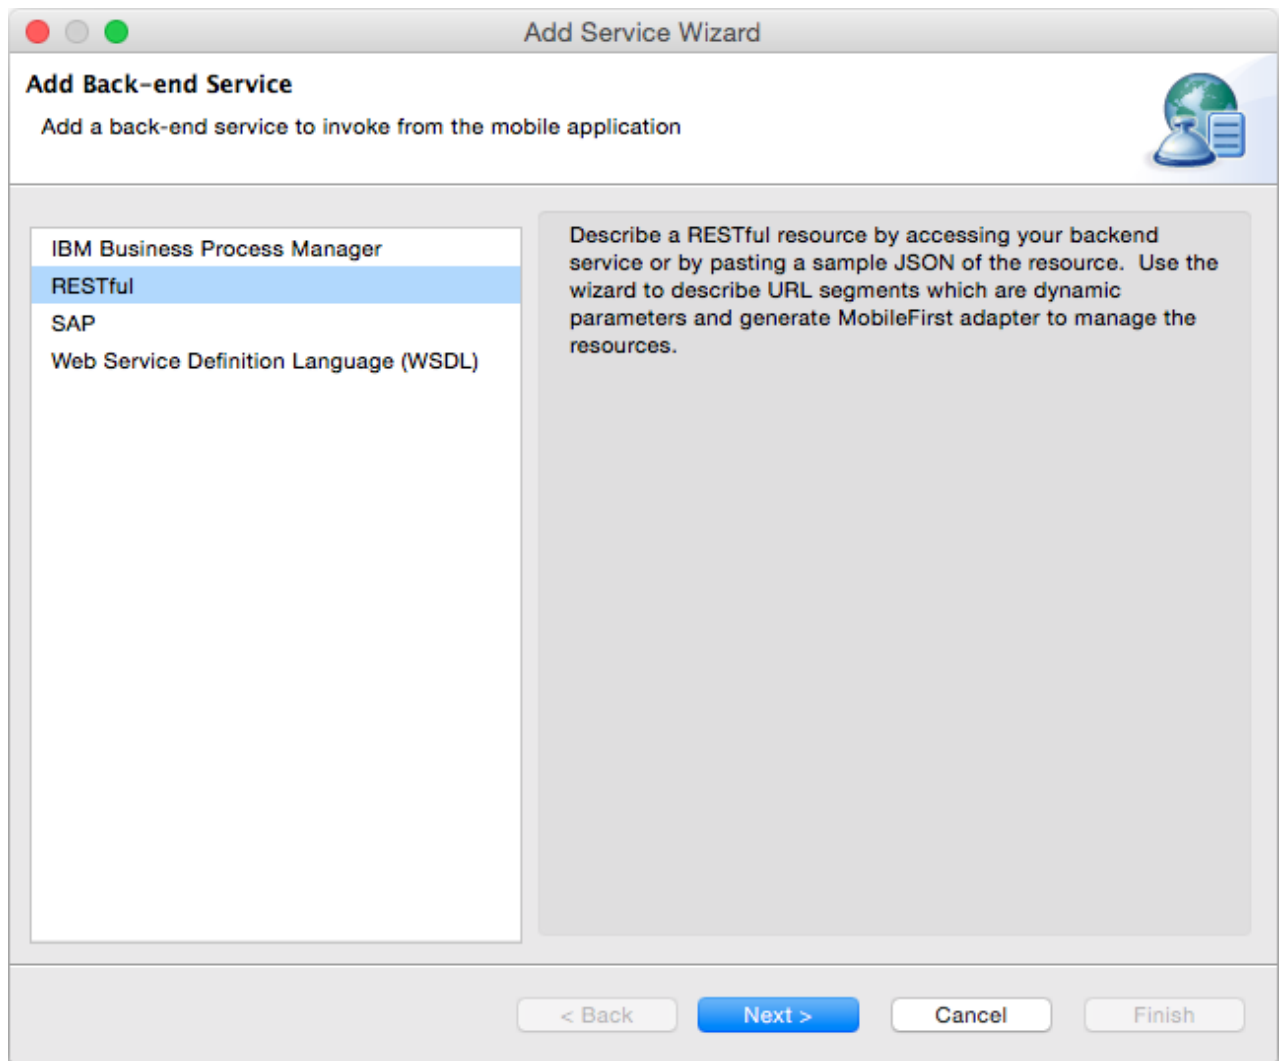 Add Service Wizard
Add Back-end Service
Add a back-end service to invoke from the mobile application
IBM Business Process Manager
RESTful
SAP
Web Service Definition Language (WSDL)
Describe a RESTful resource by accessing your backend
service or by pasting a sample JSON of the resource.  Use the
wizard to describe URL segments which are dynamic
parameters and generate MobileFirst adapter to manage the
resources.
< Back
Next >
Cancel
Finish